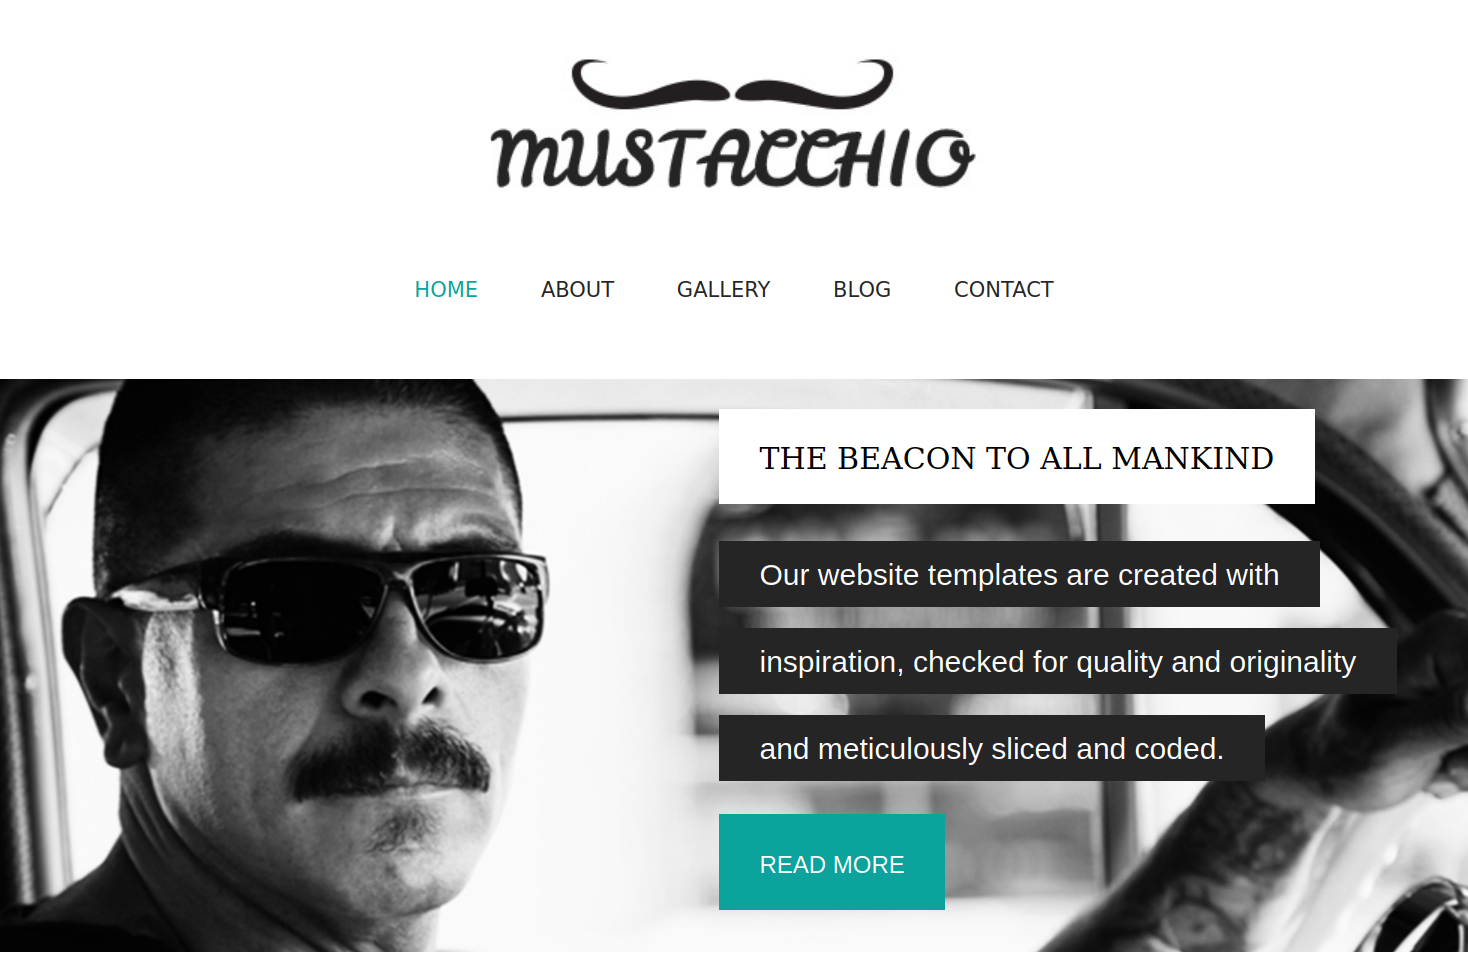 MUSTACCHIO
HOME ABOUT GALLERY BLOG CONTACT
THE BEACON TO ALL MANKIND
Our website templates are created with
inspiration, checked for quality and originality
and meticulously sliced and coded.
READ MORE